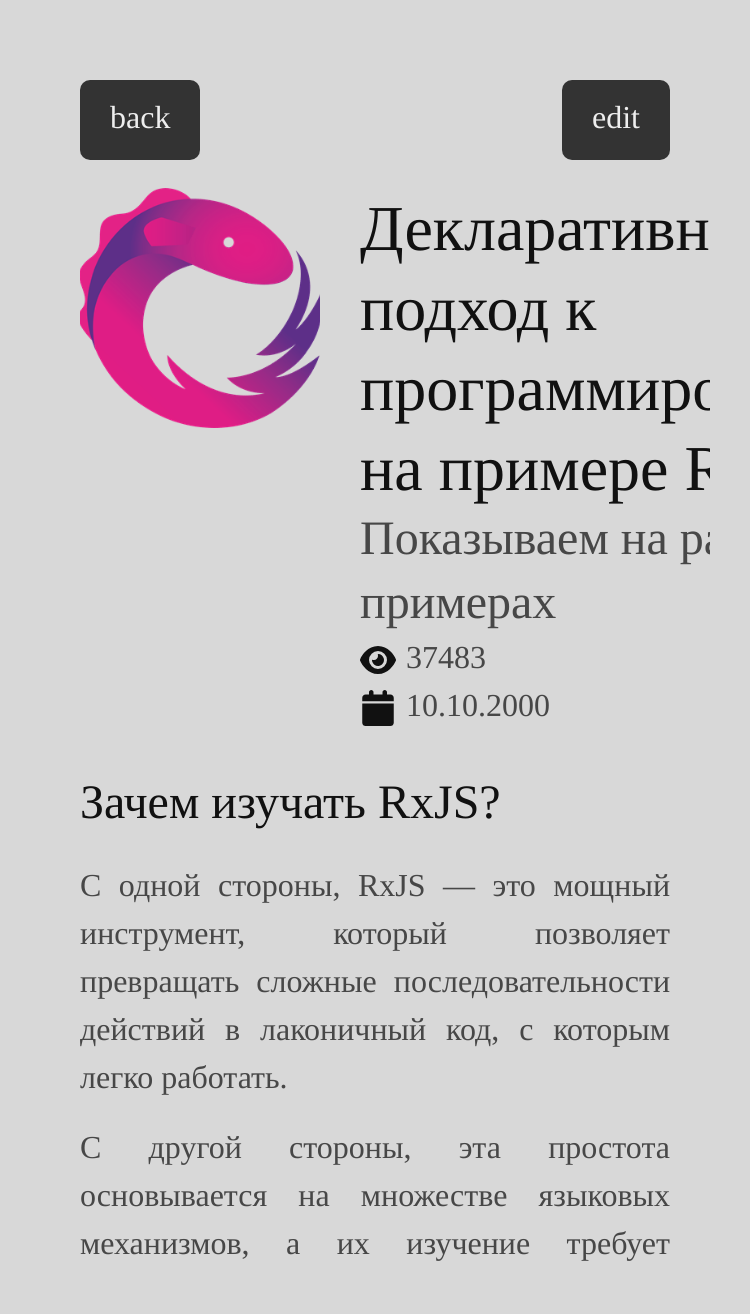 back
edit
Декларативн
подход к
программиро
на примере R
Показываем на ра
примерах
37483
10.10.2000
Зачем изучать RxJS?
С одной стороны, RxJS — это мощный
инструмент, который позволяет
превращать сложные последовательности
действий в лаконичный код, с которым
легко работать.
С другой стороны, эта простота
основывается на множестве языковых
механизмов, а их изучение требует